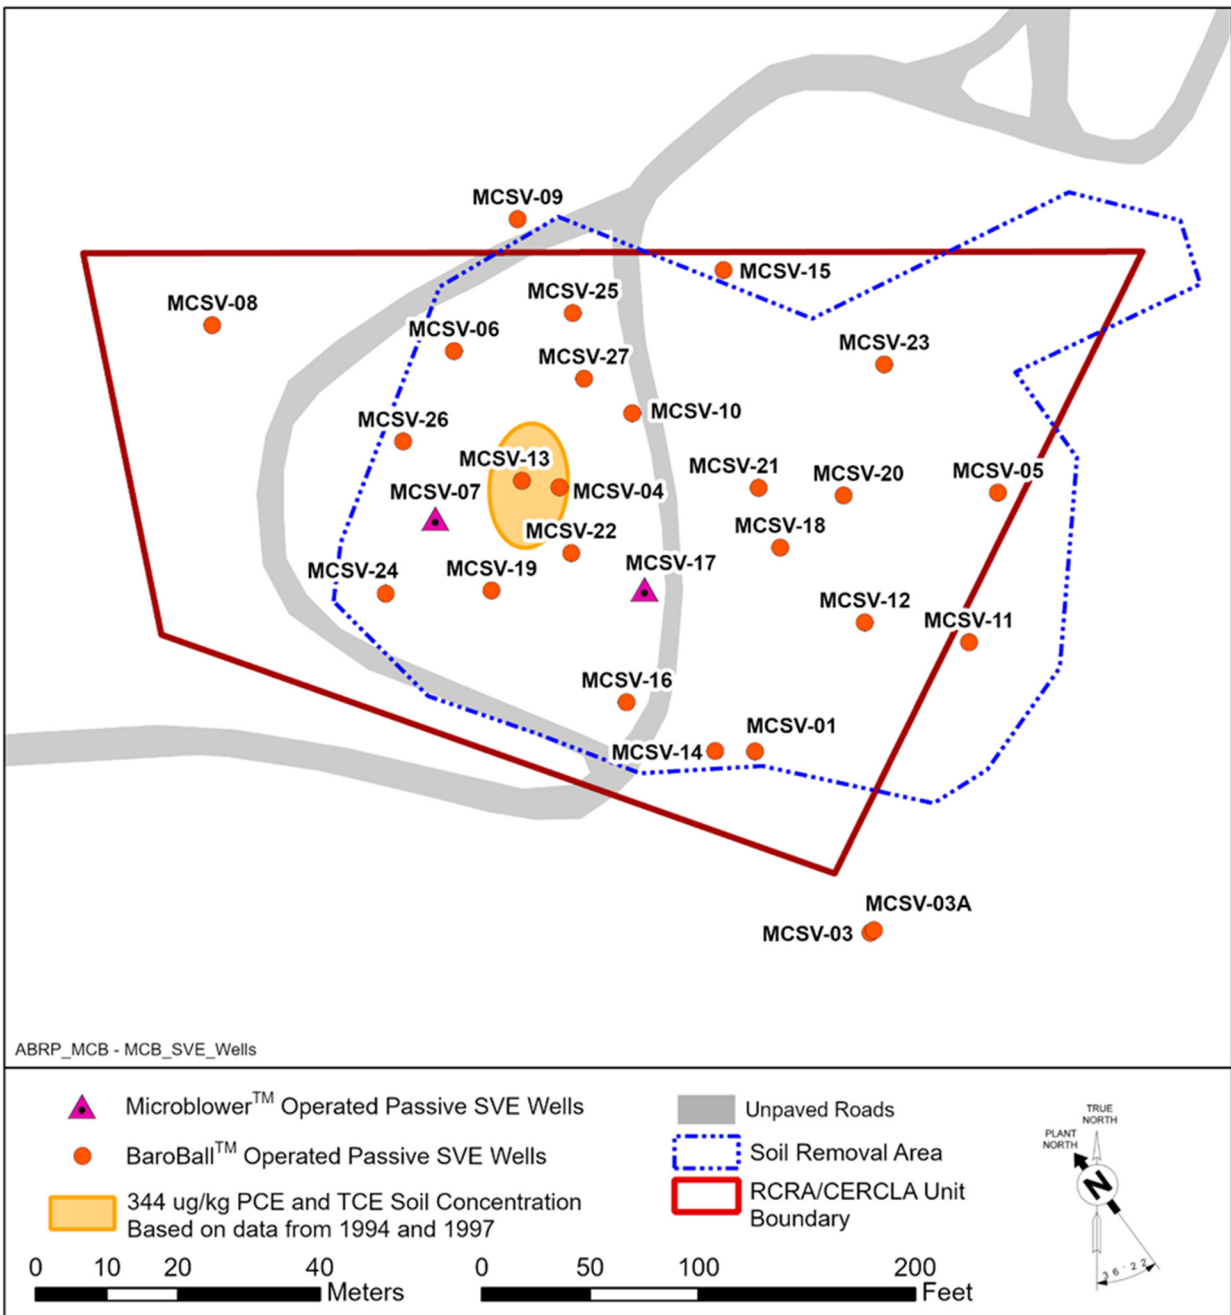 MCSV-09
MCSV-15
MCSV-08
MCSV-25
MCSV-06
MCSV-23
MCSV-27
MCSV-10
MCSV-26
MCSV-13
MCSV-21
MCSV-20
MCSV-05
MCSV-07
MCSV-04
MCSV-22
MCSV-18
MCSV-24
MCSV-19
MCSV-17
MCSV-12
MCSV-11
MCSV-16
MCSV-01
MCSV-14
MCSV-03A
MCSV-03
ABRP_MCB - MCB_SVE_Wells
Microblower™ Operated Passive SVE Wells
BaroBall™ Operated Passive SVE Wells
344 ug/kg PCE and TCE Soil Concentration
Based on data from 1994 and 1997
Unpaved Roads
Soil Removal Area
RCRA/CERCLA Unit
Boundary
TRUE
NORTH
PLANT
NORTH
N
36°22'
0 10 20 40
Meters
0 50 100 200
Feet